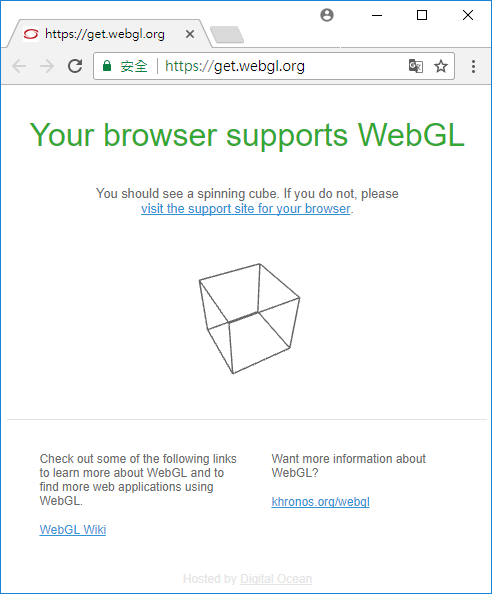 https://get.webgl.org
安全 https://get.webgl.org
Your browser supports WebGL
You should see a spinning cube. If you do not, please
visit the support site for your browser.
Check out some of the following links
to learn more about WebGL and to
find more web applications using
WebGL.
WebGL Wiki
Want more information about
WebGL?
khronos.org/webgl
Hosted by Digital Ocean